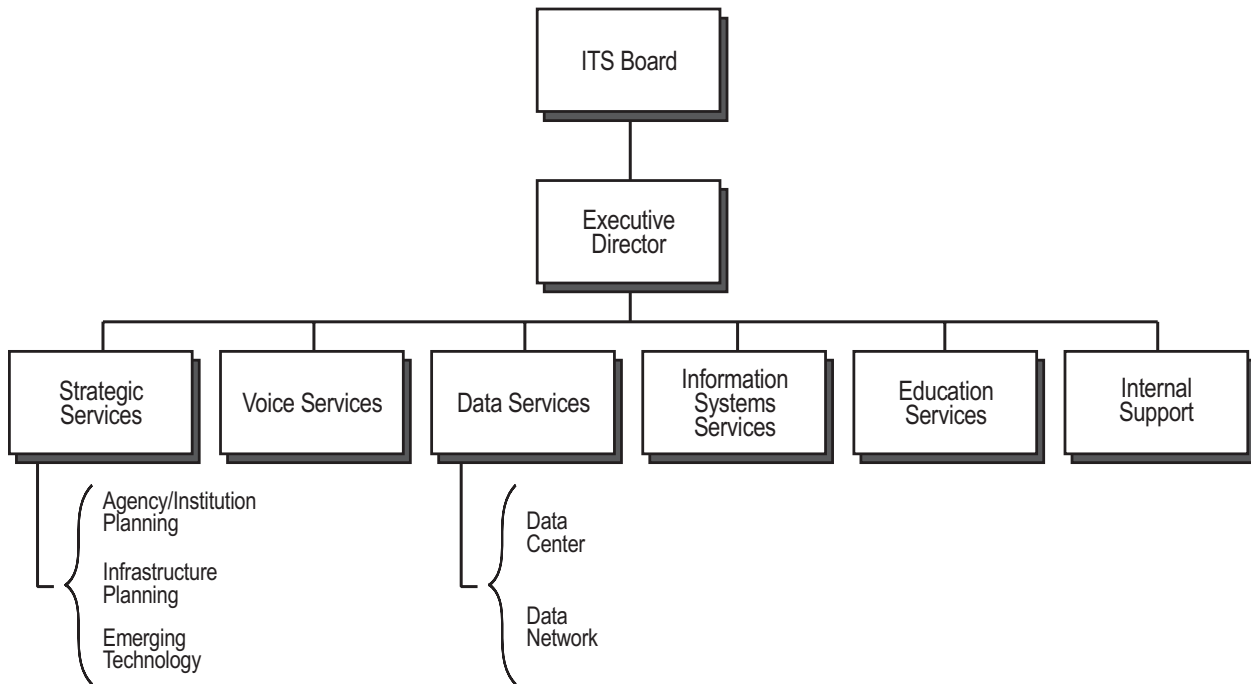 ITS Board
Executive
Director
Strategic
Services
Voice Services
Data Services
Information
Systems
Services
Education
Services
Internal
Support
Agency/Institution
Planning
Infrastructure
Planning
Emerging
Technology
Data
Center
Data
Network